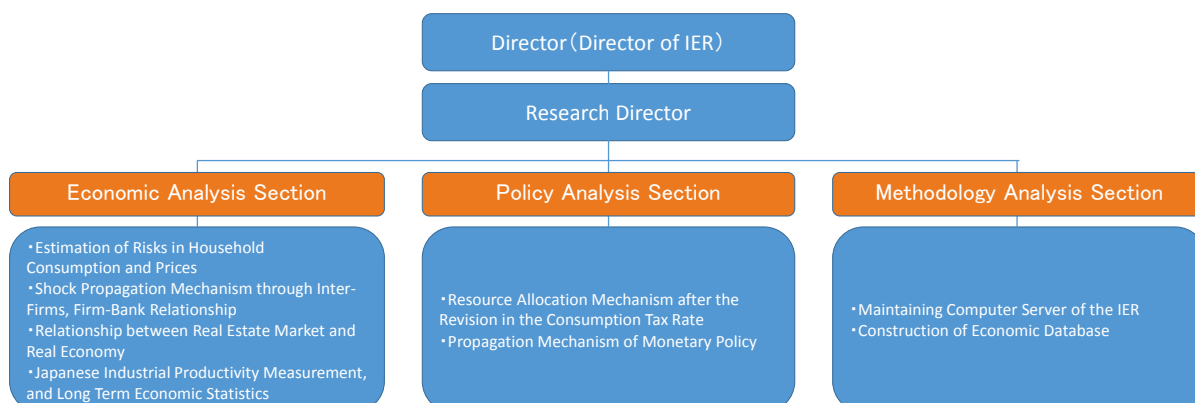 Director（Director of IER）
Research Director
Economic Analysis Section
Policy Analysis Section
Methodology Analysis Section
・Estimation of Risks in Household
Consumption and Prices
・Shock Propagation Mechanism through Inter-
Firms, Firm-Bank Relationship
・Relationship between Real Estate Market and
Real Economy
・Japanese Industrial Productivity Measurement,
and Long Term Economic Statistics
・Resource Allocation Mechanism after the
Revision in the Consumption Tax Rate
・Propagation Mechanism of Monetary Policy
・Maintaining Computer Server of the IER
・Construction of Economic Database